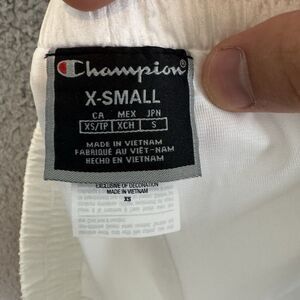 Champion®
X-SMALL
CA MEX JPN
XS/TP XCH S
MADE IN VIETNAM
FABRIQUÉ AU VIÊT-NAM
HECHO EN VIETNAM
EXCLUSIVE OF DECORATION
MADE IN VIETNAM
XS